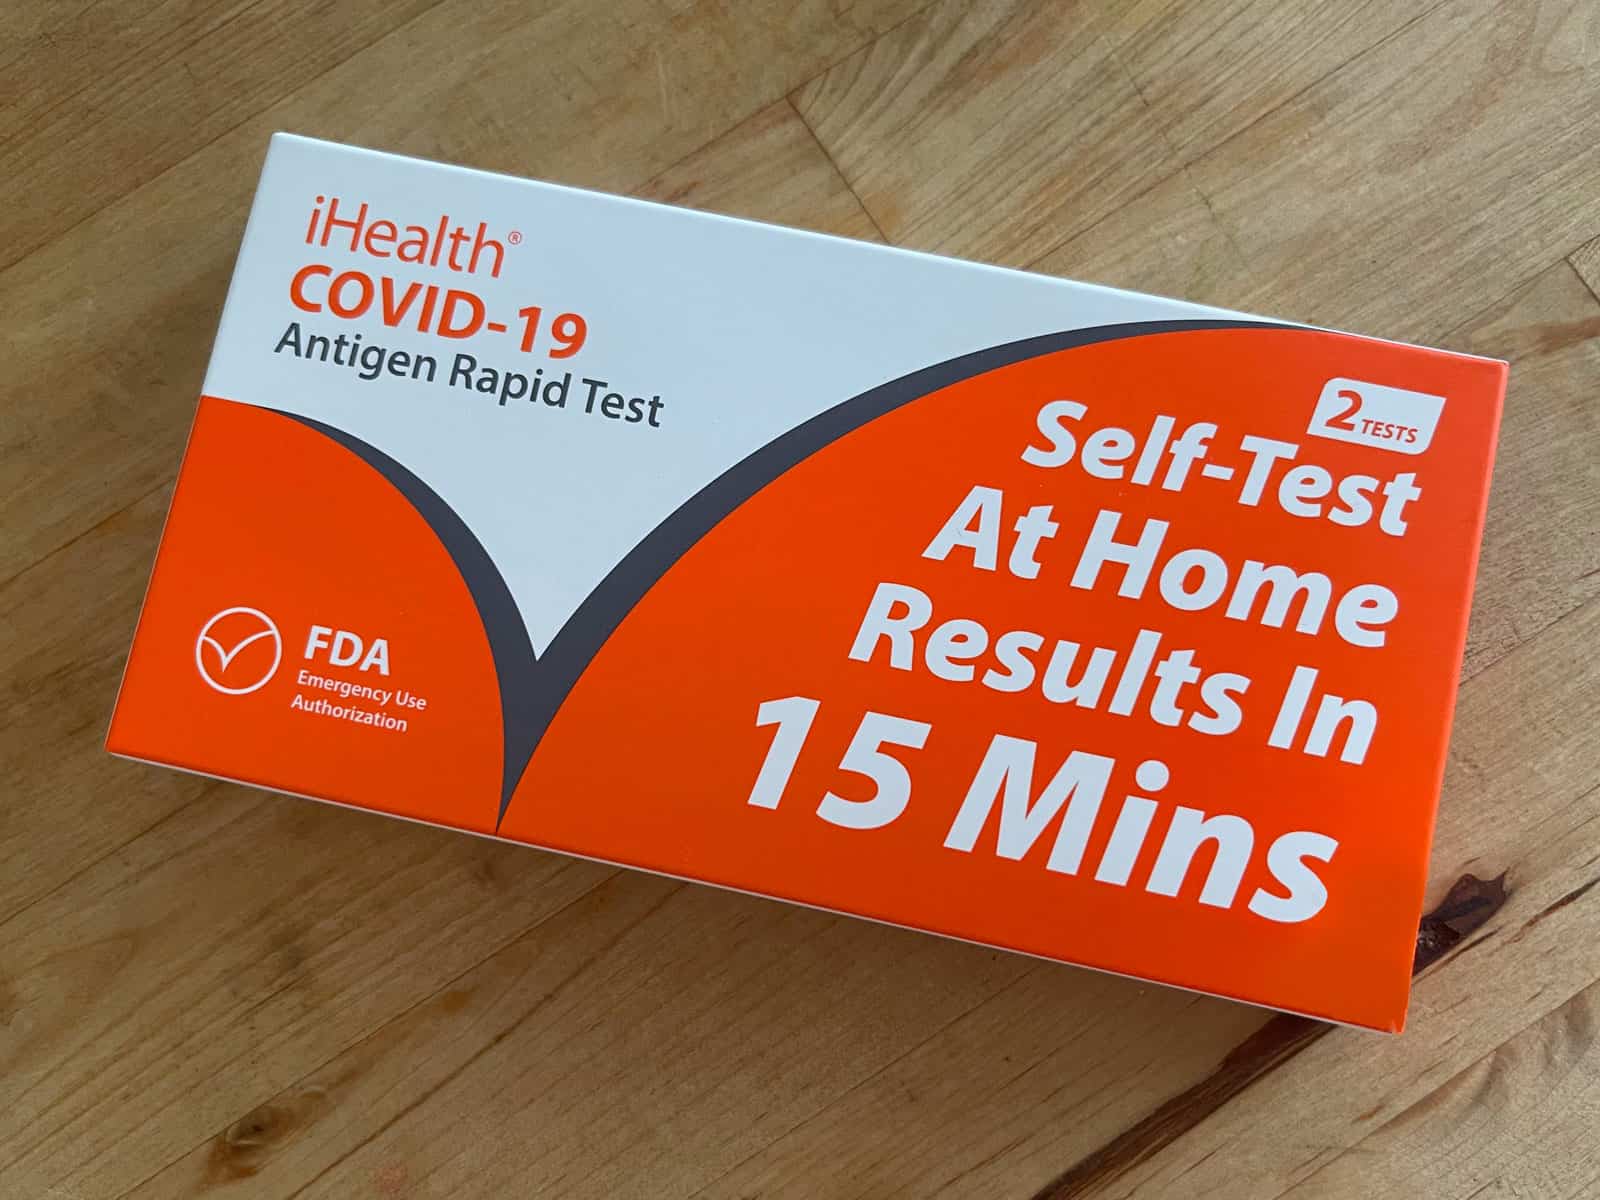 iHealth®
COVID-19
Antigen Rapid Test
2 TESTS
Self-Test
At Home
Results In
15 Mins
FDA
Emergency Use
Authorization